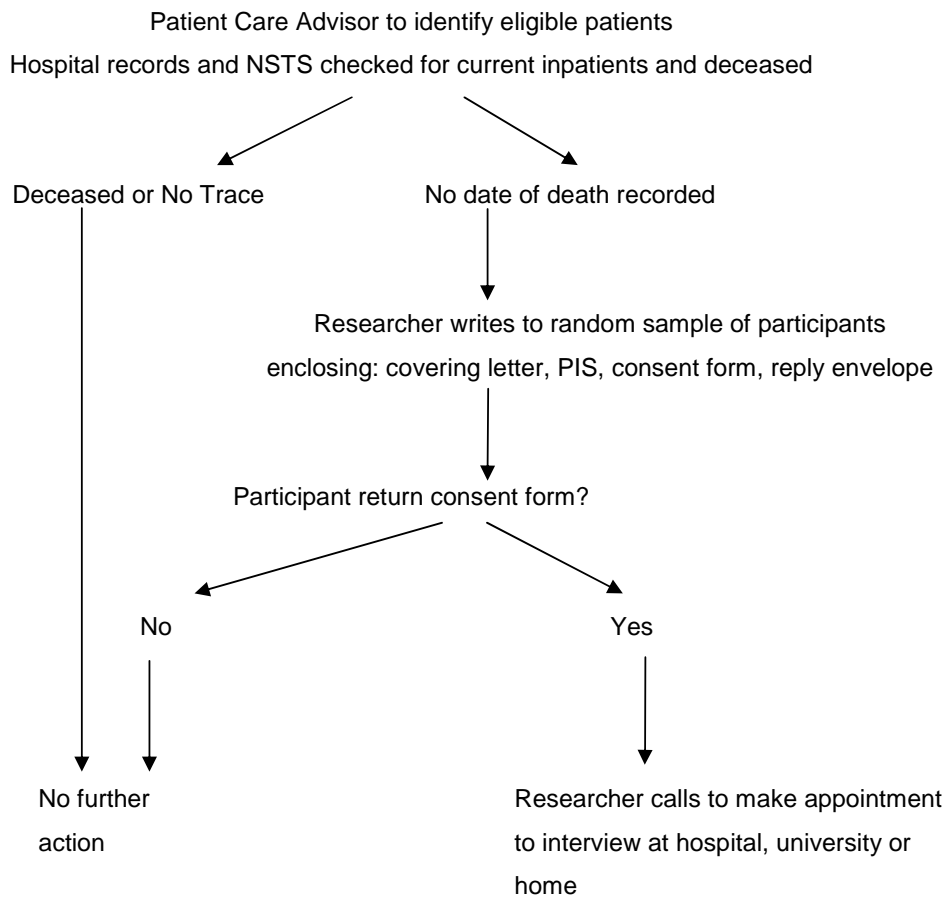 Patient Care Advisor to identify eligible patients
Hospital records and NSTS checked for current inpatients and deceased
Deceased or No Trace
No date of death recorded
Researcher writes to random sample of participants
enclosing: covering letter, PIS, consent form, reply envelope
Participant return consent form?
No
Yes
No further
action
Researcher calls to make appointment
to interview at hospital, university or
home